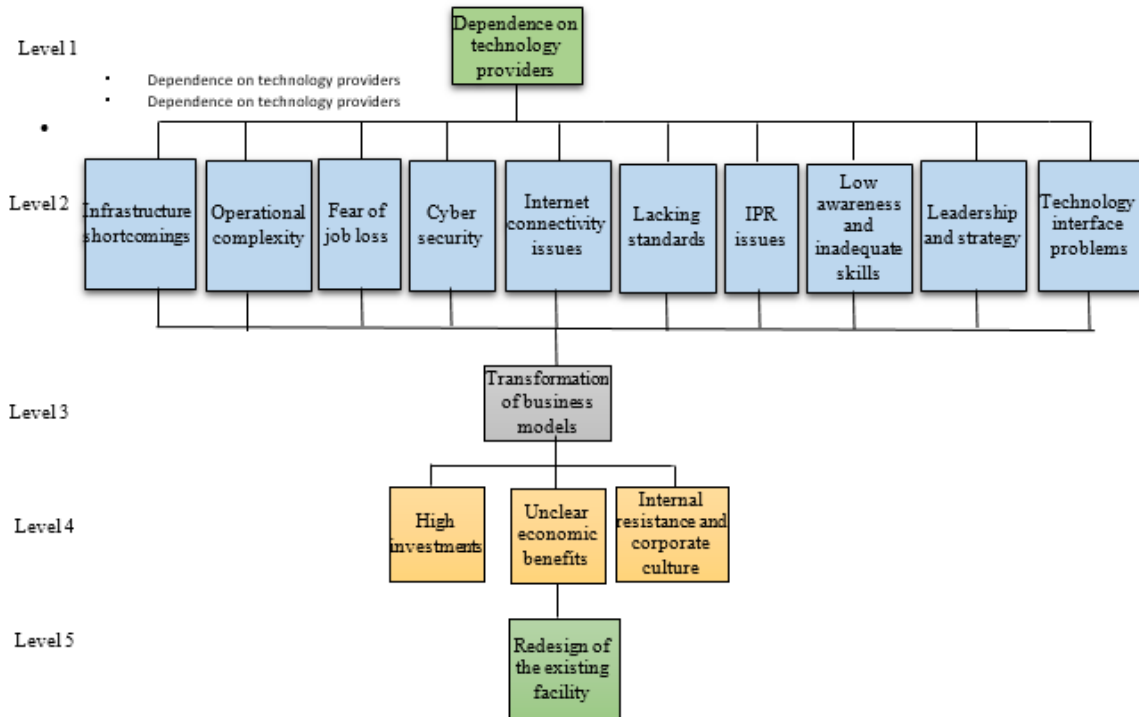 Level 1
Dependence on
technology
providers
▪ Dependence on technology providers
▪ Dependence on technology providers
•
Level 2
Infrastructure
shortcomings
Operational
complexity
Fear of
job loss
Cyber
security
Internet
connectivity
issues
Lacking
standards
IPR
issues
Low
awareness
and
inadequate
skills
Leadership
and strategy
Technology
interface
problems
Level 3
Transformation
of business
models
Level 4
High
investments
Unclear
economic
benefits
Internal
resistance and
corporate
culture
Level 5
Redesign of
the existing
facility